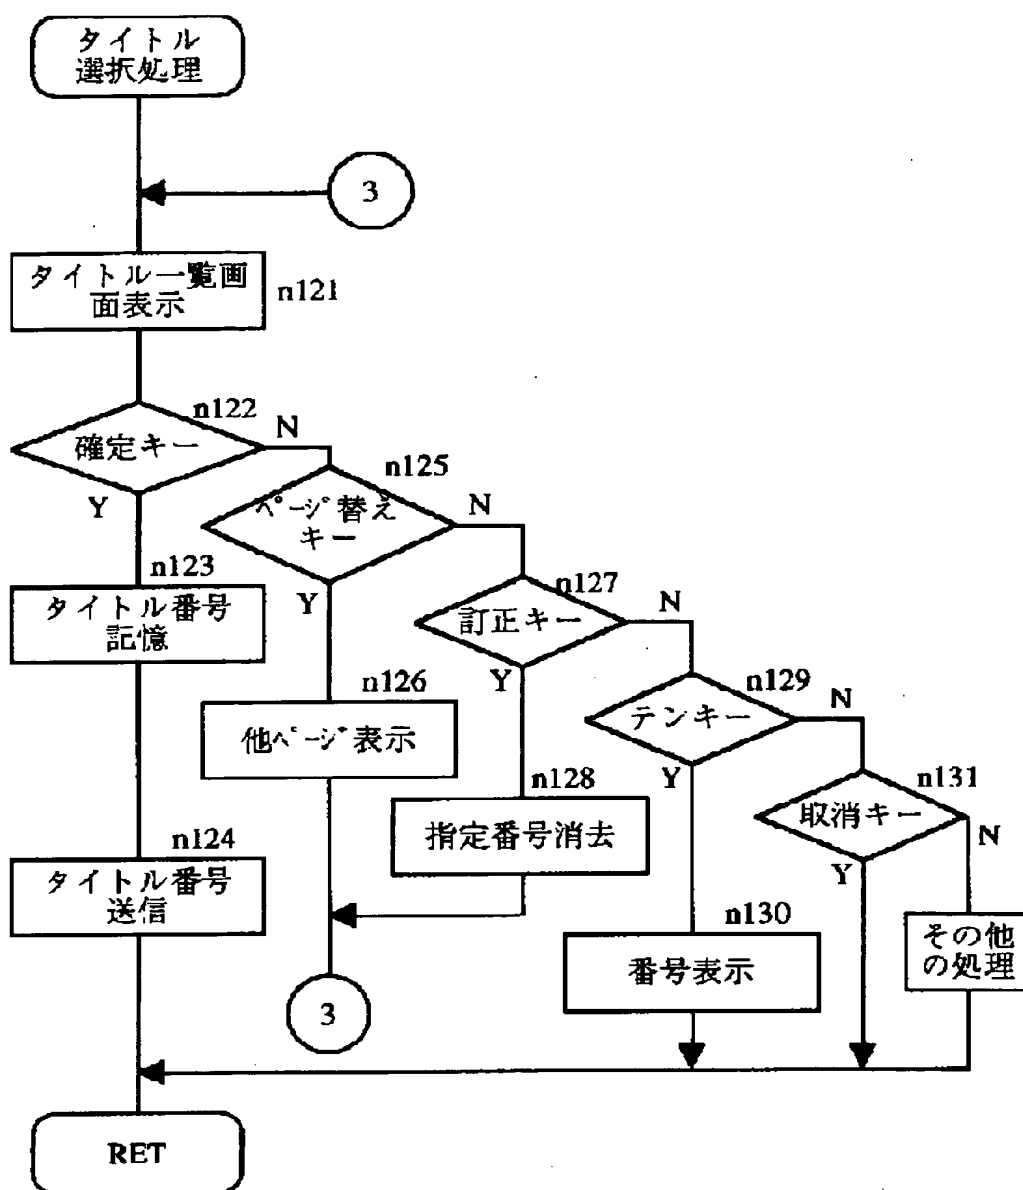 タイトル
選択処理
3
タイトル一覧画
面表示
n121
n122
確定キー
N
Y
n125
ページ替え
キー
N
Y
n123
タイトル番号
記憶
n127
訂正キー
N
Y
n126
他ページ表示
n129
テンキー
N
Y
n128
指定番号消去
n131
取消キー
N
Y
n124
タイトル番号
送信
n130
番号表示
その他
の処理
3
RET